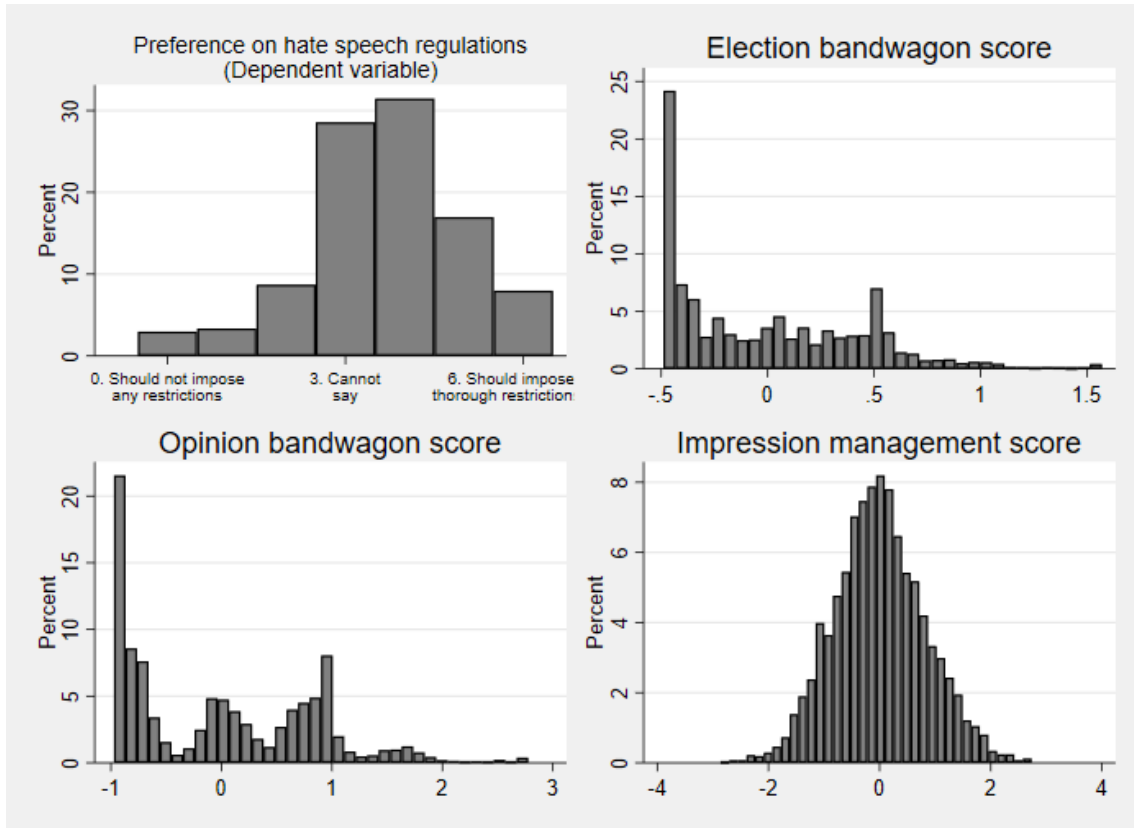 Preference on hate speech regulations
(Dependent variable)
Percent
30
20
10
0
0. Should not impose
any restrictions
3. Cannot
say
6. Should impose
thorough restriction
Election bandwagon score
Percent
25
20
15
10
5
0
-.5
0
.5
1
1.5
Opinion bandwagon score
Percent
20
15
10
5
0
-1
0
1
2
3
Impression management score
Percent
8
6
4
2
0
-4
-2
0
2
4